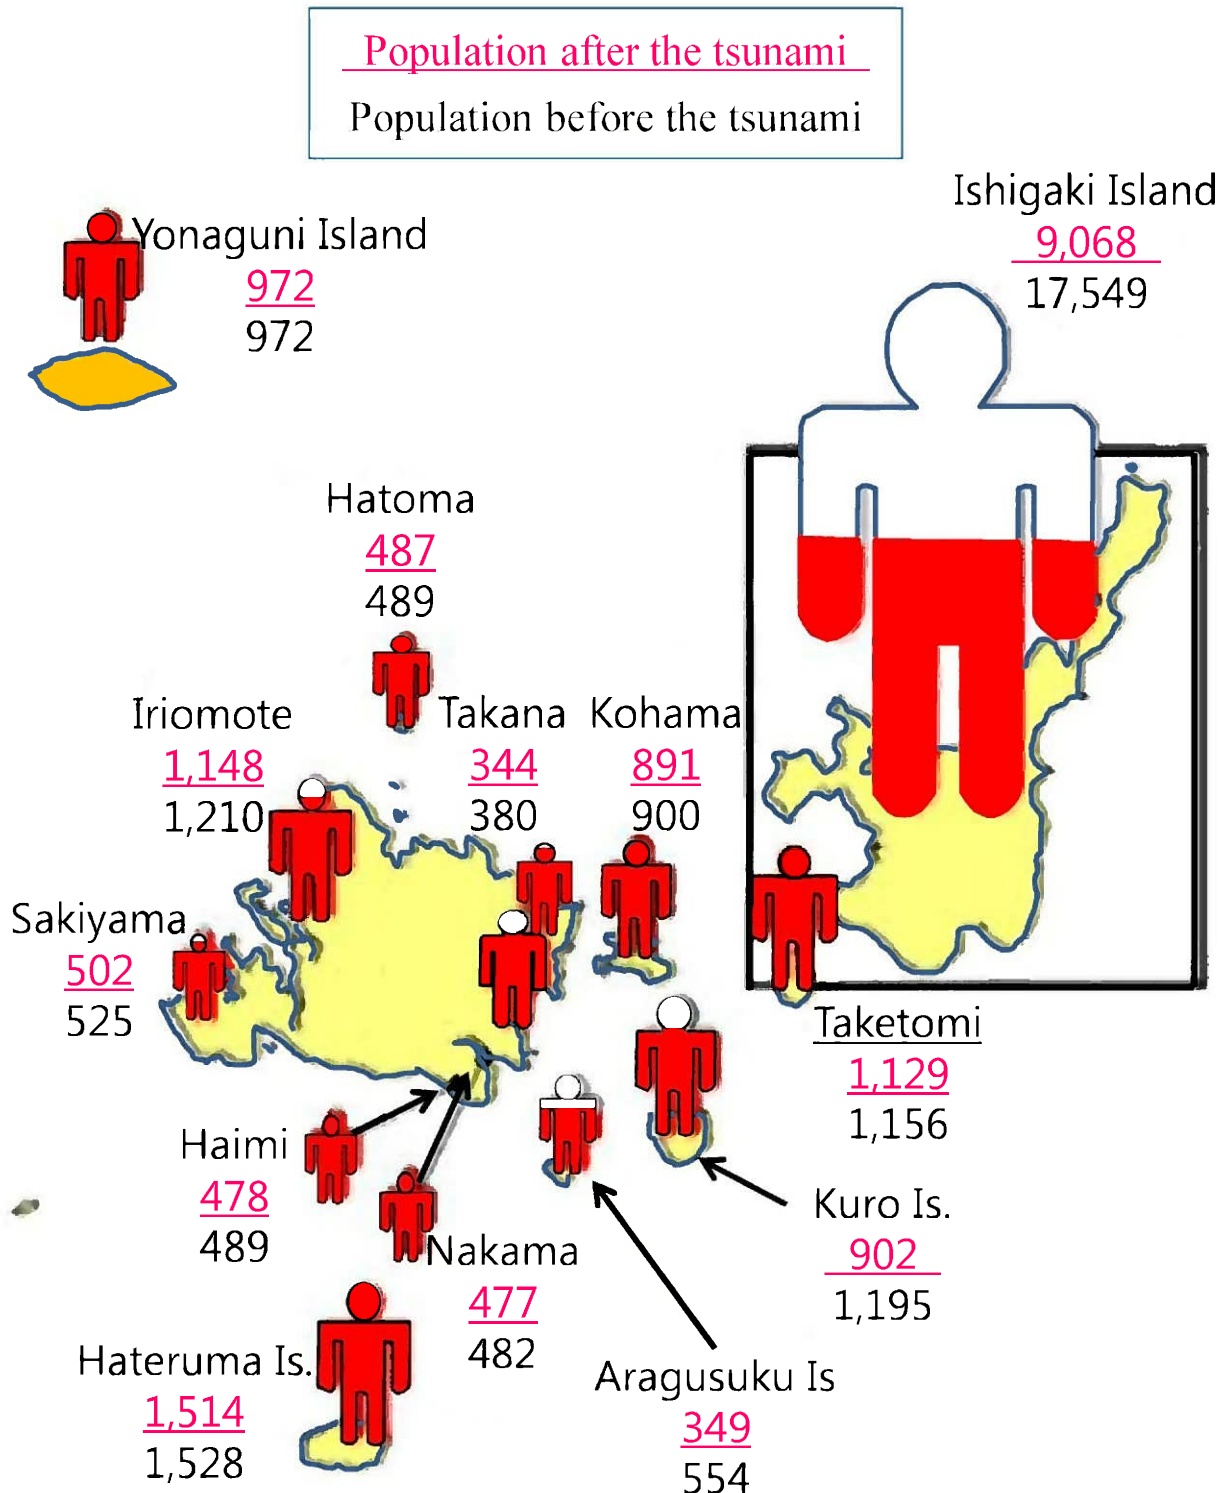 Population after the tsunami
Population before the tsunami
Ishigaki Island
9,068
17,549
Yonaguni Island
972
972
Hatoma
487
489
Iriomote
1,148
1,210
Takana
344
380
Kohama
891
900
Sakiyama
502
525
Taketomi
1,129
1,156
Haimi
478
489
Kuro Is.
902
1,195
Nakama
477
482
Hateruma Is.
1,514
1,528
Aragusuku Is
349
554